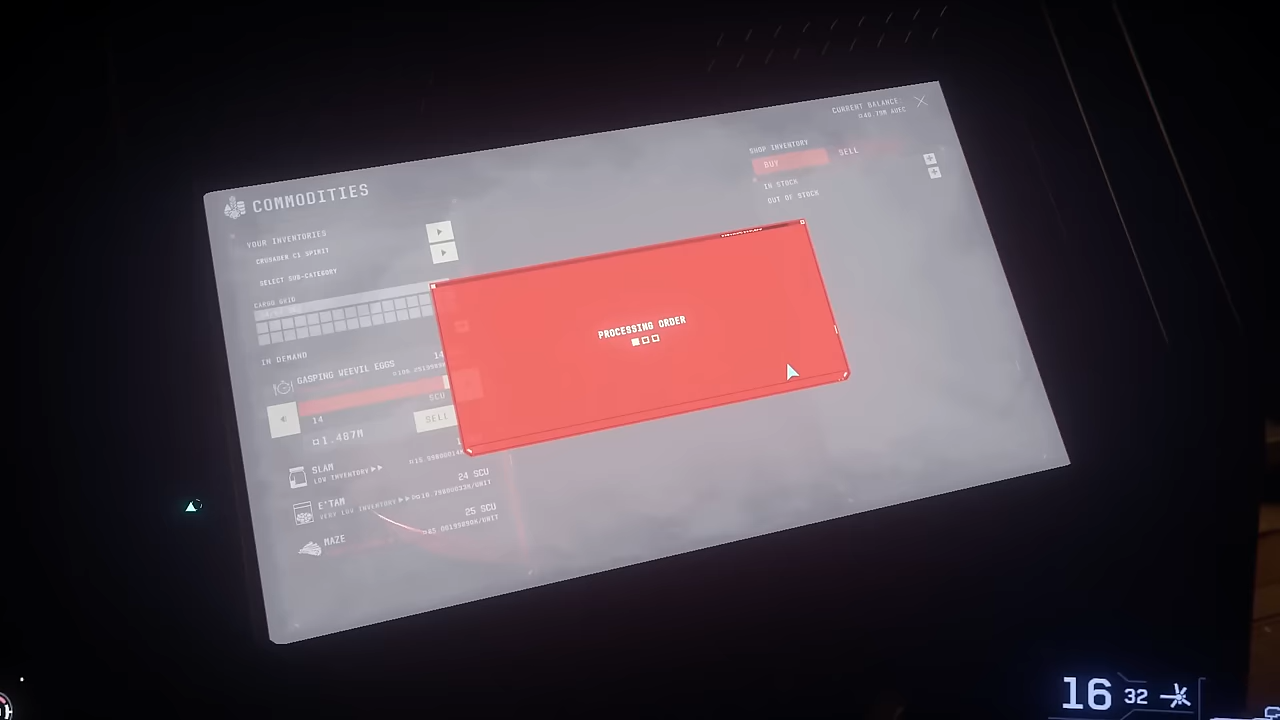 CURRENT BALANCE
COMMODITIES
SHOP INVENTORY
BUY
SELL
IN STOCK
OUT OF STOCK
YOUR INVENTORIES
CRUSADER C1 SPIRIT
SELECT SUB-CATEGORY
CARGO GRID
PROCESSING ORDER
IN DEMAND
GASPING WEEVIL EGGS
14
SCU
14
SELL
¤1.487M
SLAM
LOW INVENTORY
24 SCU
E'TAM
VERY LOW INVENTORY
25 SCU
MAZE
16 32